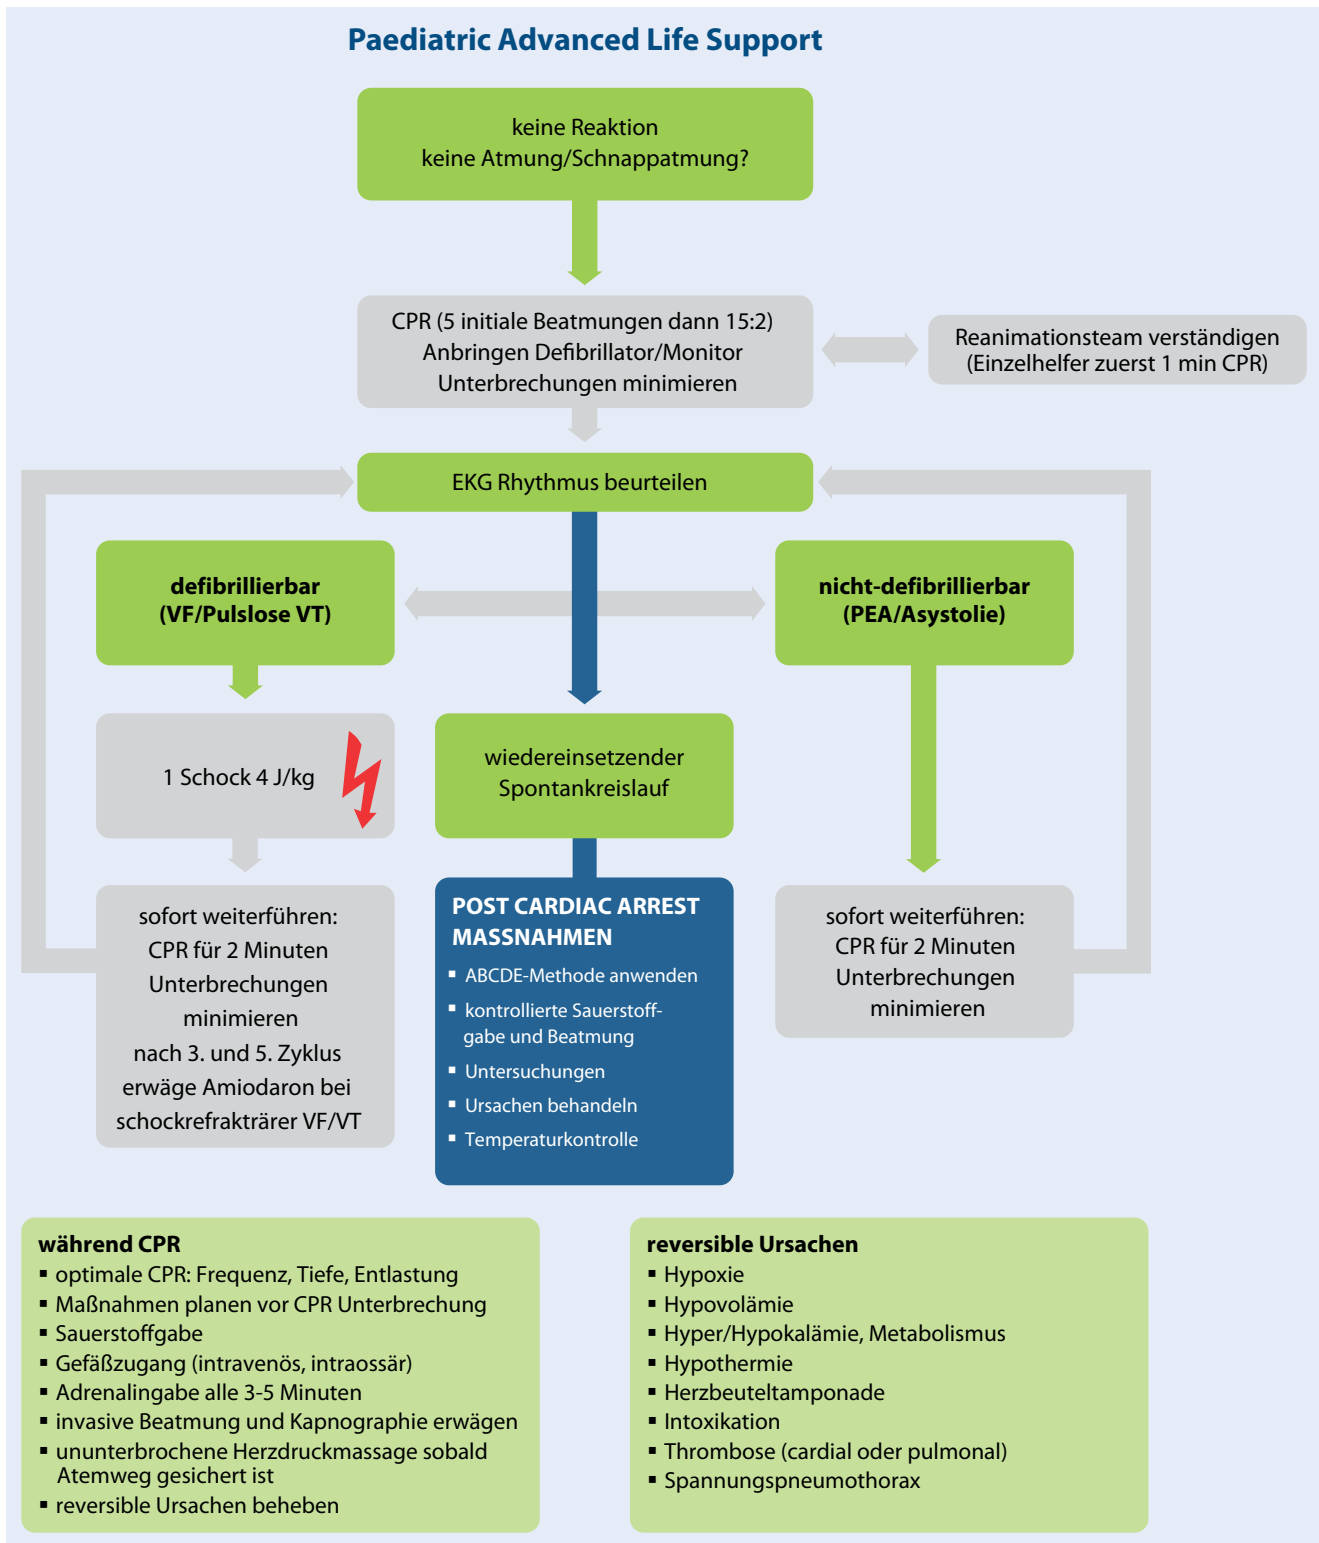 Paediatric Advanced Life Support
keine Reaktion
keine Atmung/Schnappatmung?
CPR (5 initiale Beatmungen dann 15:2)
Anbringen Defibrillator/Monitor
Unterbrechungen minimieren
Reanimationsteam verständigen
(Einzelhelfer zuerst 1 min CPR)
EKG Rhythmus beurteilen
defibrillierbar
(VF/Pulslose VT)
nicht-defibrillierbar
(PEA/Asystolie)
1 Schock 4 J/kg
wiedereinsetzender
Spontankreislauf
sofort weiterführen:
CPR für 2 Minuten
Unterbrechungen
minimieren
nach 3. und 5. Zyklus
erwäge Amiodaron bei
schockrefrakträrer VF/VT
POST CARDIAC ARREST
MASSNAHMEN
▪ ABCDE-Methode anwenden
▪ kontrollierte Sauerstoff-
gabe und Beatmung
▪ Untersuchungen
▪ Ursachen behandeln
▪ Temperaturkontrolle
sofort weiterführen:
CPR für 2 Minuten
Unterbrechungen
minimieren
während CPR
▪ optimale CPR: Frequenz, Tiefe, Entlastung
▪ Maßnahmen planen vor CPR Unterbrechung
▪ Sauerstoffgabe
▪ Gefäßzugang (intravenös, intraossär)
▪ Adrenalingabe alle 3-5 Minuten
▪ invasive Beatmung und Kapnographie erwägen
▪ ununterbrochene Herzdruckmassage sobald
Atemweg gesichert ist
▪ reversible Ursachen beheben
reversible Ursachen
▪ Hypoxie
▪ Hypovolämie
▪ Hyper/Hypokalämie, Metabolismus
▪ Hypothermie
▪ Herzbeuteltamponade
▪ Intoxikation
▪ Thrombose (cardial oder pulmonal)
▪ Spannungspneumothorax